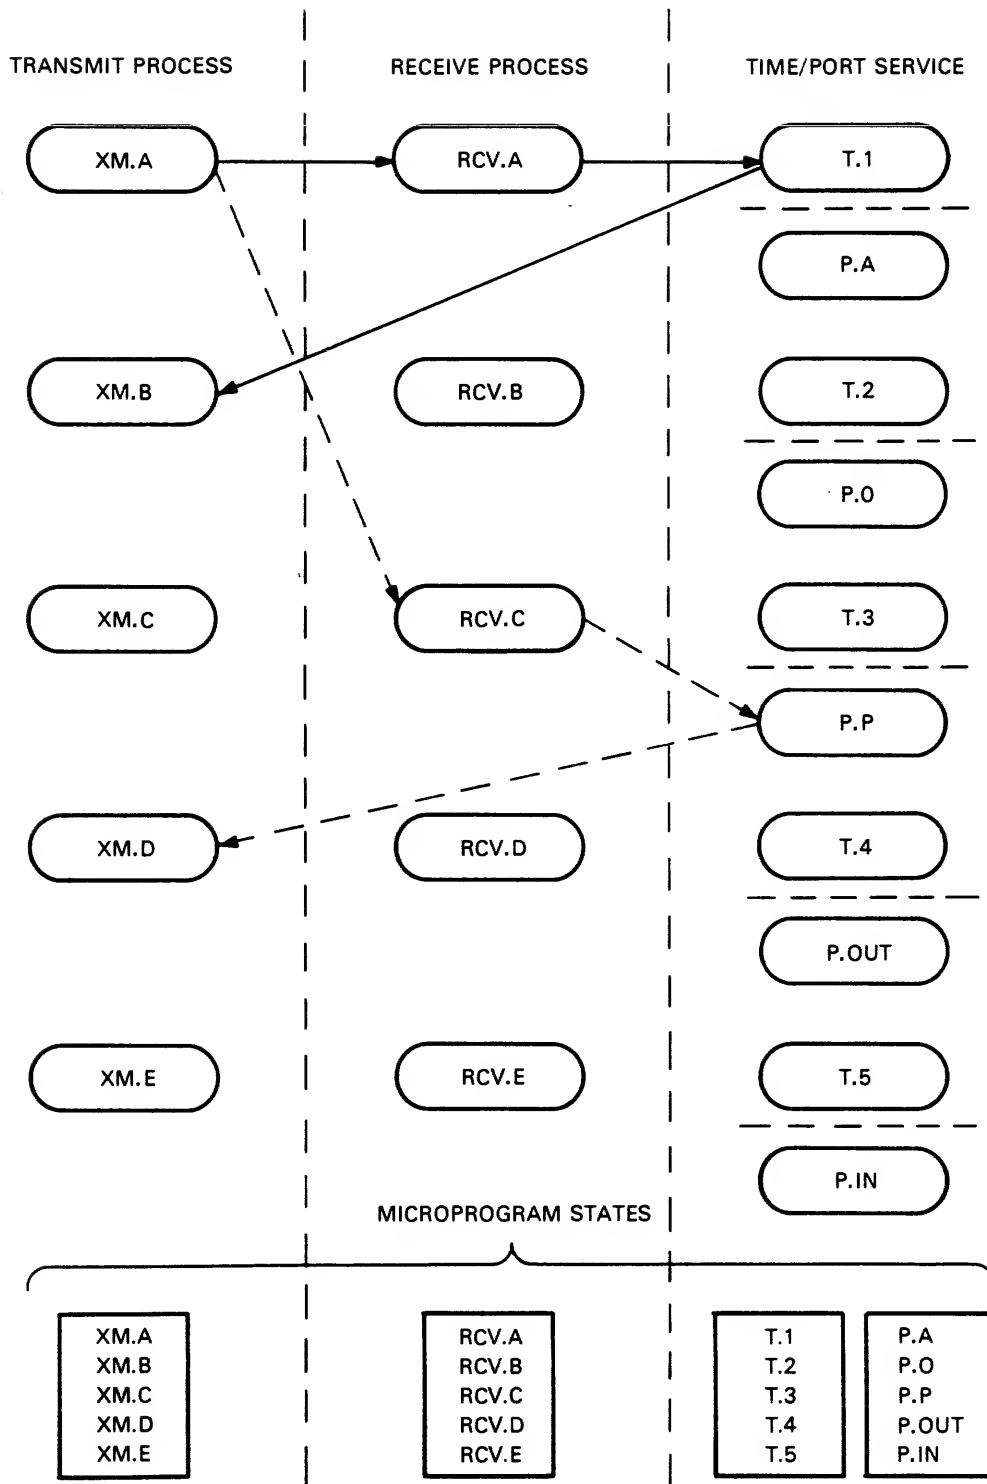 TRANSMIT PROCESS
RECEIVE PROCESS
TIME/PORT SERVICE
XM.A
RCV.A
T.1
P.A
XM.B
RCV.B
T.2
P.O
XM.C
RCV.C
T.3
P.P
XM.D
RCV.D
T.4
P.OUT
XM.E
RCV.E
T.5
P.IN
MICROPROGRAM STATES
XM.A
XM.B
XM.C
XM.D
XM.E
RCV.A
RCV.B
RCV.C
RCV.D
RCV.E
T.1
T.2
T.3
T.4
T.5
P.A
P.O
P.P
P.OUT
P.IN